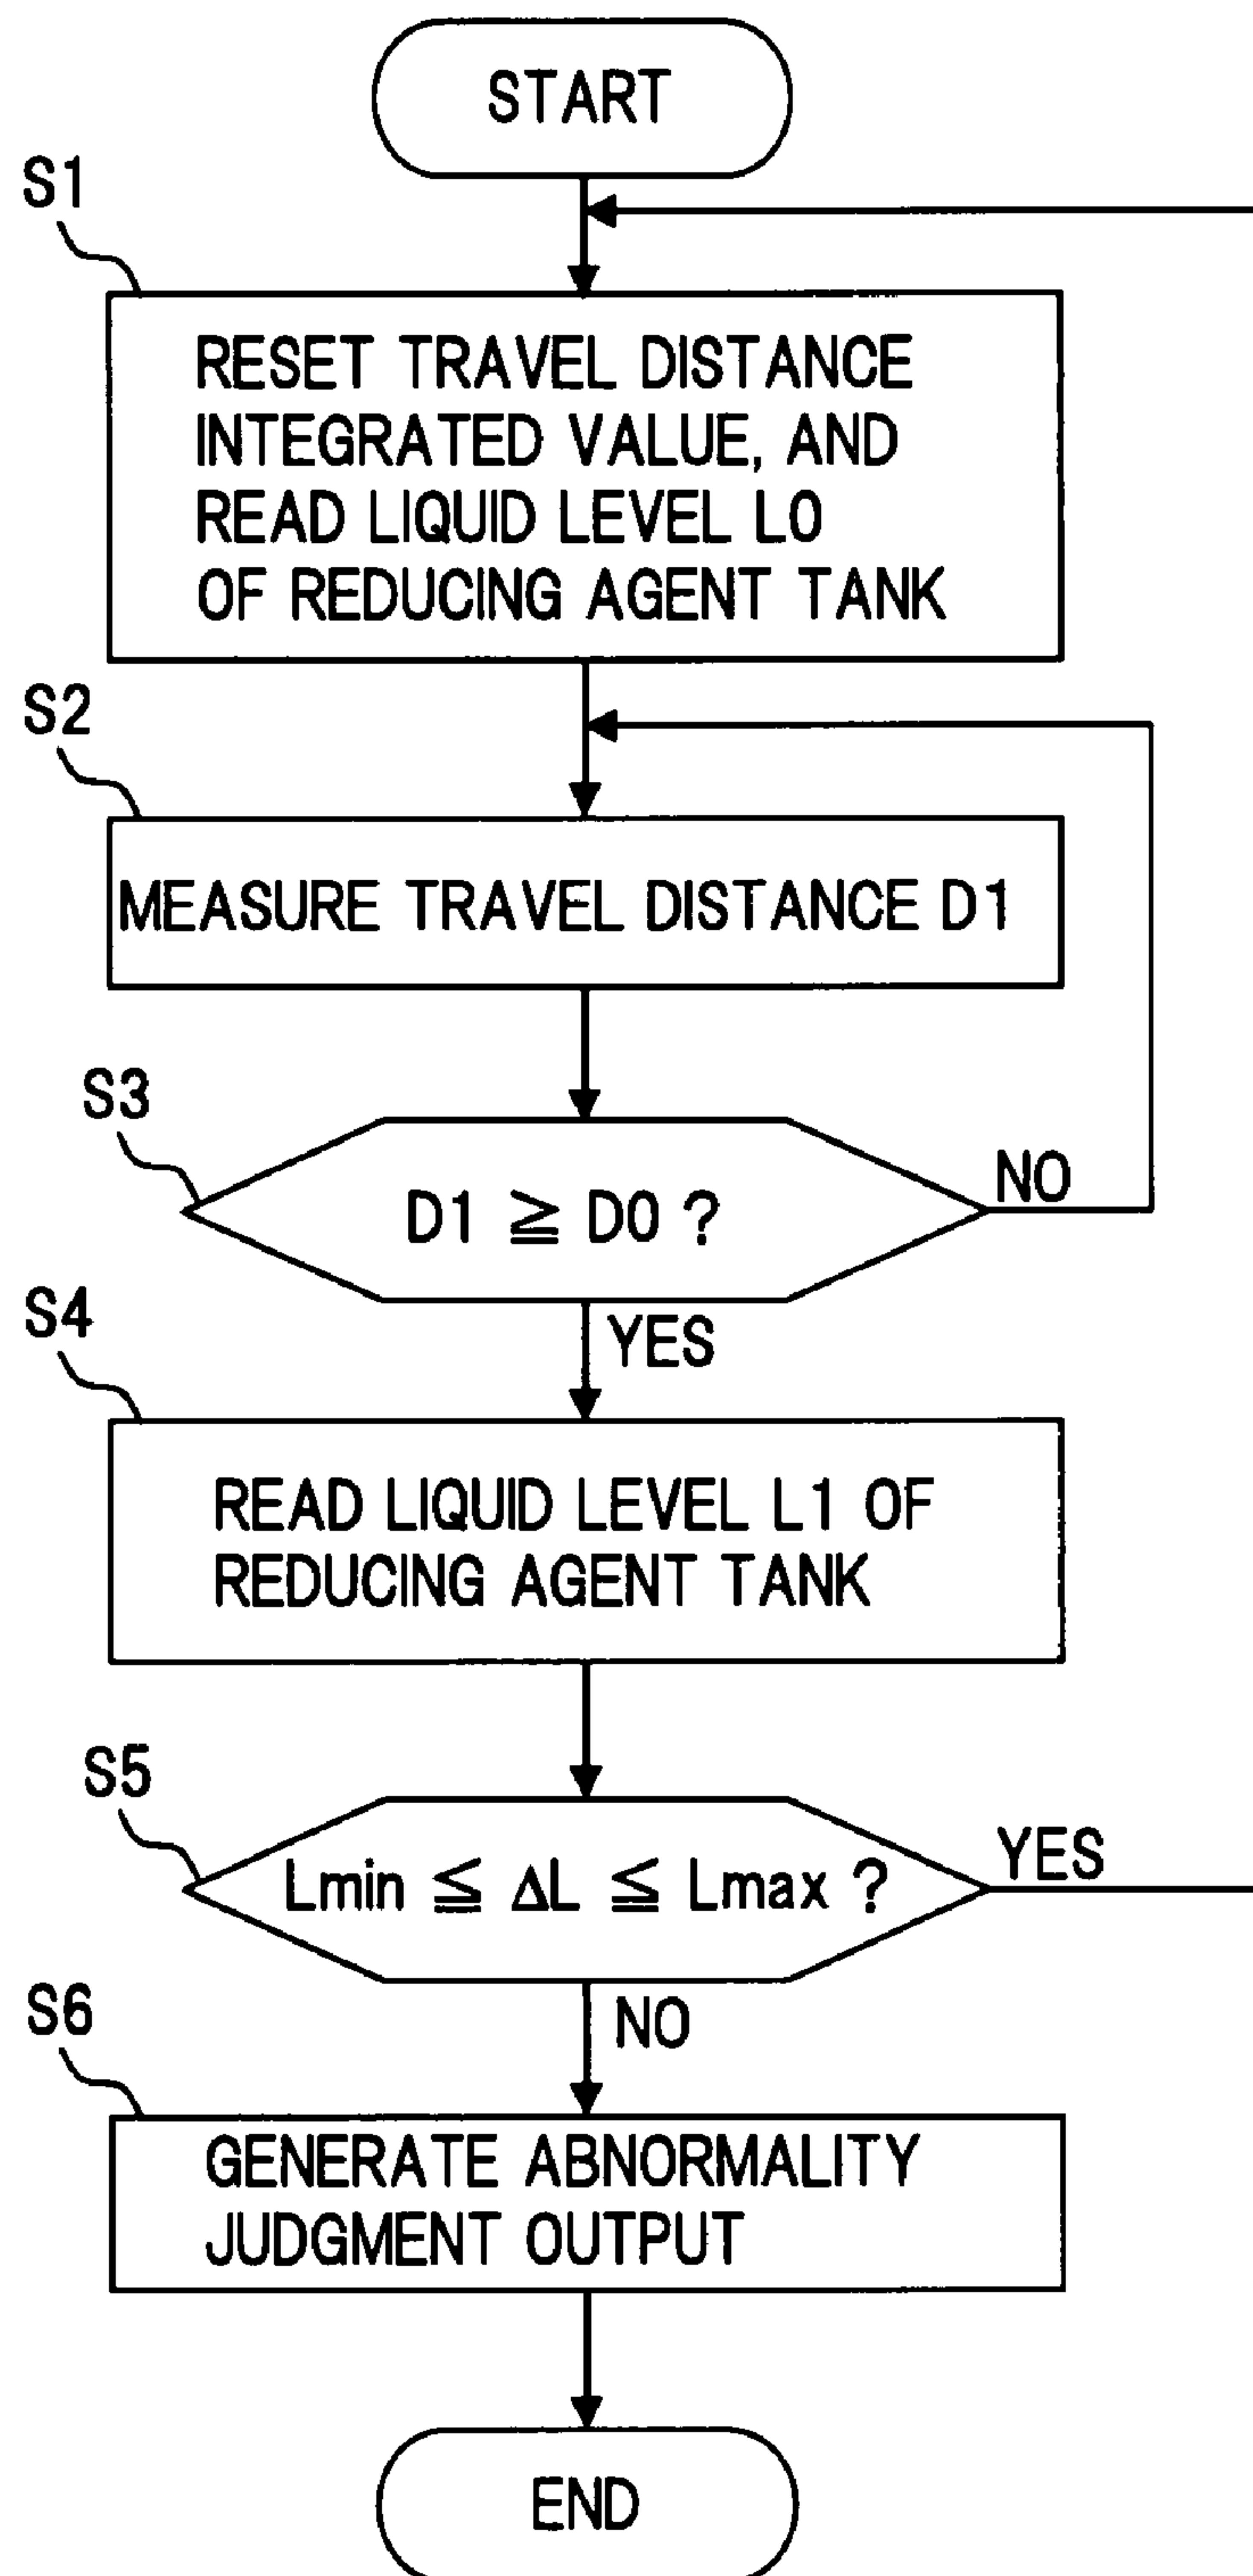 START
S1
RESET TRAVEL DISTANCE
INTEGRATED VALUE, AND
READ LIQUID LEVEL L0
OF REDUCING AGENT TANK
S2
MEASURE TRAVEL DISTANCE D1
S3
D1 ≧ D0 ?
NO
YES
S4
READ LIQUID LEVEL L1 OF
REDUCING AGENT TANK
S5
Lmin ≦ ΔL ≦ Lmax ?
YES
NO
S6
GENERATE ABNORMALITY
JUDGMENT OUTPUT
END